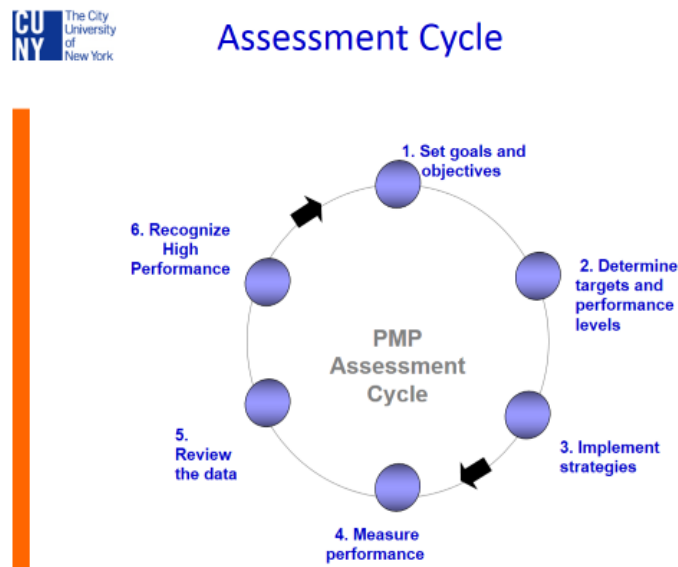 CU
NY
The City
University
of
New York
Assessment Cycle
1. Set goals and
objectives
2. Determine
targets and
performance
levels
3. Implement
strategies
4. Measure
performance
5.
Review
the data
6. Recognize
High
Performance
PMP
Assessment
Cycle